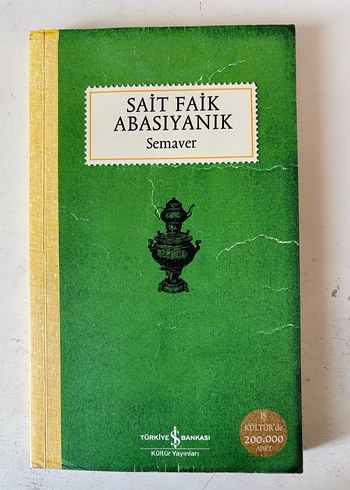 SAİT FAİK
ABASIYANIK
Semaver
TÜRKİYE İŞ BANKASI
Kültür Yayınları
İŞ
KÜLTÜR'de
200.000
ADET